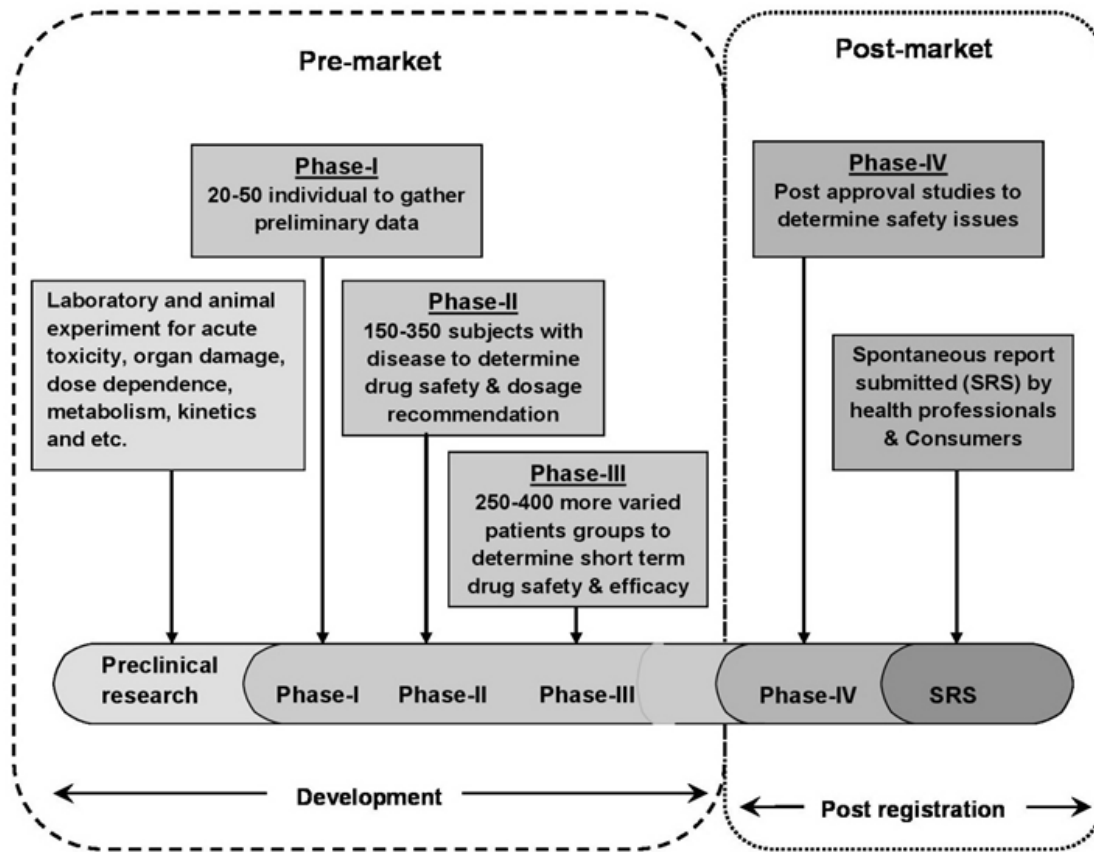 Pre-market
Post-market
Phase-I
20-50 individual to gather
preliminary data
Phase-IV
Post approval studies to
determine safety issues
Laboratory and animal
experiment for acute
toxicity, organ damage,
dose dependence,
metabolism, kinetics
and etc.
Phase-II
150-350 subjects with
disease to determine
drug safety & dosage
recommendation
Spontaneous report
submitted (SRS) by
health professionals
& Consumers
Phase-III
250-400 more varied
patients groups to
determine short term
drug safety & efficacy
Preclinical
research
Phase-I
Phase-II
Phase-III
Phase-IV
SRS
Development
Post registration